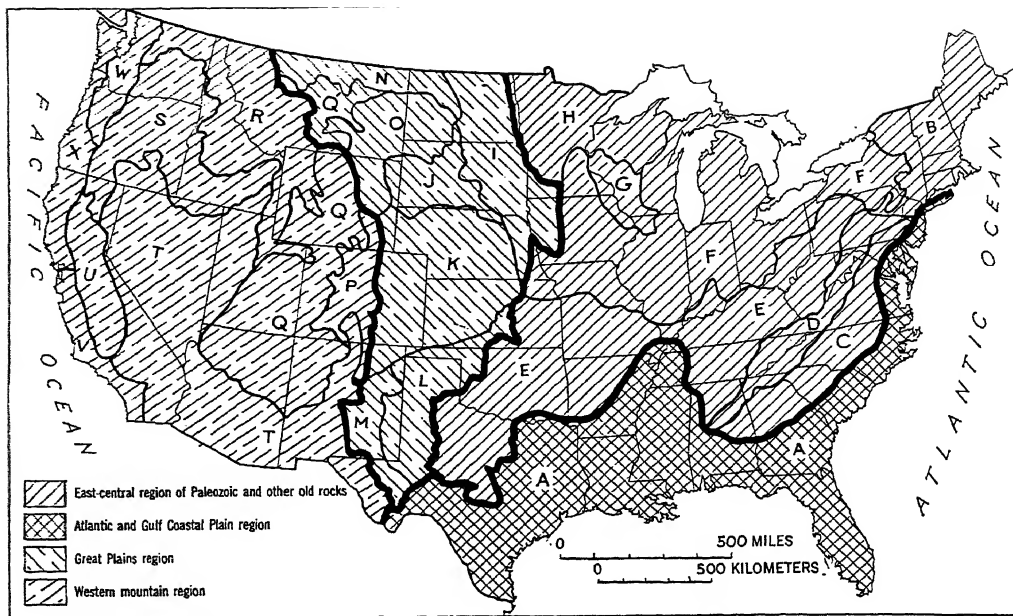 PACIFIC
OCEAN
ATLANTIC OCEAN
W
S
R
X
U
T
T
Q
N
O
I
J
Q
P
Q
K
L
M
H
G
F
F
B
E
E
D
C
A
A
East-central region of Paleozoic and other old rocks
Atlantic and Gulf Coastal Plain region
Great Plains region
Western mountain region
0 500 MILES
0 500 KILOMETERS